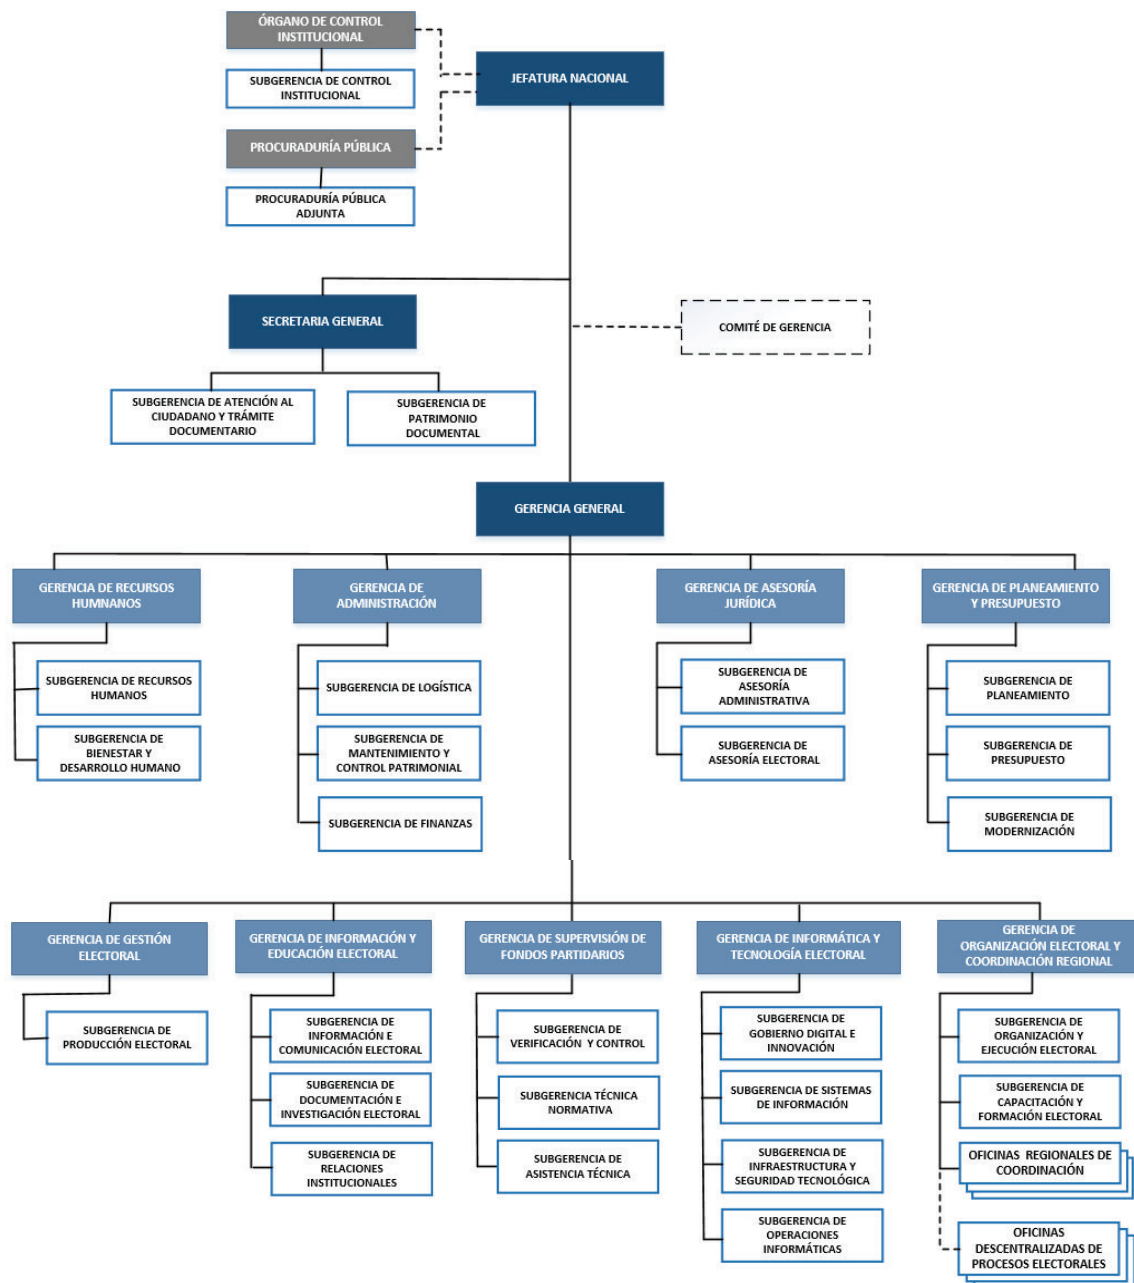 ÓRGANO DE CONTROL
INSTITUCIONAL
SUBGERENCIA DE CONTROL
INSTITUCIONAL
JEFATURA NACIONAL
PROCURADURÍA PÚBLICA
PROCURADURÍA PÚBLICA
ADJUNTA
SECRETARIA GENERAL
COMITÉ DE GERENCIA
SUBGERENCIA DE ATENCIÓN AL
CIUDADANO Y TRÁMITE
DOCUMENTARIO
SUBGERENCIA DE
PATRIMONIO
DOCUMENTAL
GERENCIA GENERAL
GERENCIA DE RECURSOS
HUMNANOS
GERENCIA DE
ADMINISTRACIÓN
GERENCIA DE ASESORÍA
JURÍDICA
GERENCIA DE PLANEAMIENTO
Y PRESUPUESTO
SUBGERENCIA DE RECURSOS
HUMANOS
SUBGERENCIA DE
BIENESTAR Y
DESARROLLO HUMANO
SUBGERENCIA DE LOGÍSTICA
SUBGERENCIA DE
MANTENIMIENTO Y
CONTROL PATRIMONIAL
SUBGERENCIA DE FINANZAS
SUBGERENCIA DE
ASESORÍA
ADMINISTRATIVA
SUBGERENCIA DE
ASESORÍA ELECTORAL
SUBGERENCIA DE
PLANEAMIENTO
SUBGERENCIA DE
PRESUPUESTO
SUBGERENCIA DE
MODERNIZACIÓN
GERENCIA DE GESTIÓN
ELECTORAL
GERENCIA DE INFORMACIÓN Y
EDUCACIÓN ELECTORAL
GERENCIA DE SUPERVISIÓN DE
FONDOS PARTIDARIOS
GERENCIA DE INFORMÁTICA Y
TECNOLOGÍA ELECTORAL
GERENCIA DE
ORGANIZACIÓN ELECTORAL Y
COORDINACIÓN REGIONAL
SUBGERENCIA DE
PRODUCCIÓN ELECTORAL
SUBGERENCIA DE
INFORMACIÓN E
COMUNICACIÓN ELECTORAL
SUBGERENCIA DE
DOCUMENTACIÓN E
INVESTIGACIÓN ELECTORAL
SUBGERENCIA DE
RELACIONES
INSTITUCIONALES
SUBGERENCIA DE
VERIFICACIÓN Y CONTROL
SUBGERENCIA TÉCNICA
NORMATIVA
SUBGERENCIA DE
ASISTENCIA TÉCNICA
SUBGERENCIA DE
GOBIERNO DIGITAL E
INNOVACIÓN
SUBGERENCIA DE SISTEMAS
DE INFORMACIÓN
SUBGERENCIA DE
INFRAESTRUCTURA Y
SEGURIDAD TECNOLÓGICA
SUBGERENCIA DE
OPERACIONES
INFORMÁTICAS
SUBGERENCIA DE
ORGANIZACIÓN Y
EJECUCIÓN ELECTORAL
SUBGERENCIA DE
CAPACITACIÓN Y
FORMACIÓN ELECTORAL
OFICINAS REGIONALES DE
COORDINACIÓN
OFICINAS
DESCENTRALIZADAS DE
PROCESOS ELECTORALES